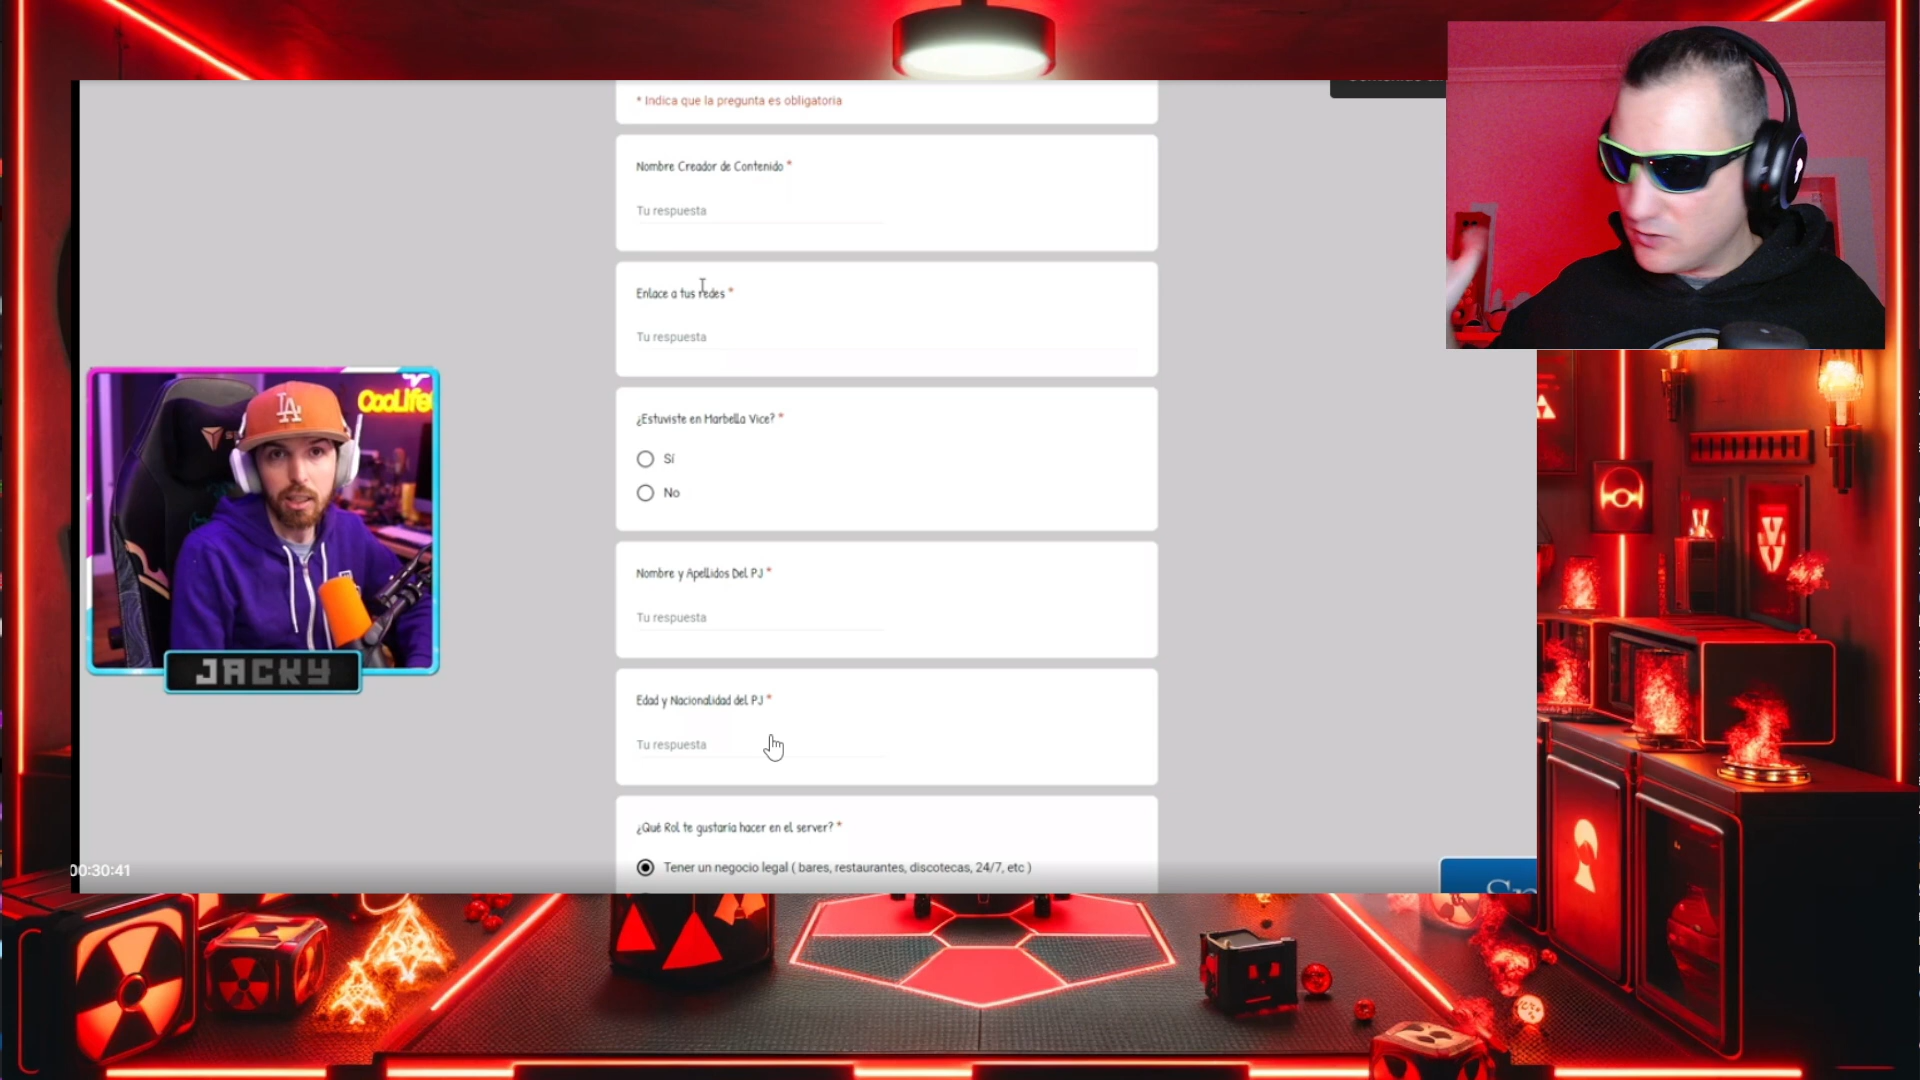 * Indica que la pregunta es obligatoria
Nombre Creador de Contenido *
Tu respuesta
Enlace a tus redes *
Tu respuesta
¿Estuviste en Marbella Vice? *
Sí
No
Nombre y Apellidos Del PJ *
Tu respuesta
Edad y Nacionalidad del PJ *
Tu respuesta
¿Qué Rol te gustaría hacer en el server? *
Tener un negocio legal ( bares, restaurantes, discotecas, 24/7, etc )
LA
JACKY
00:30:41